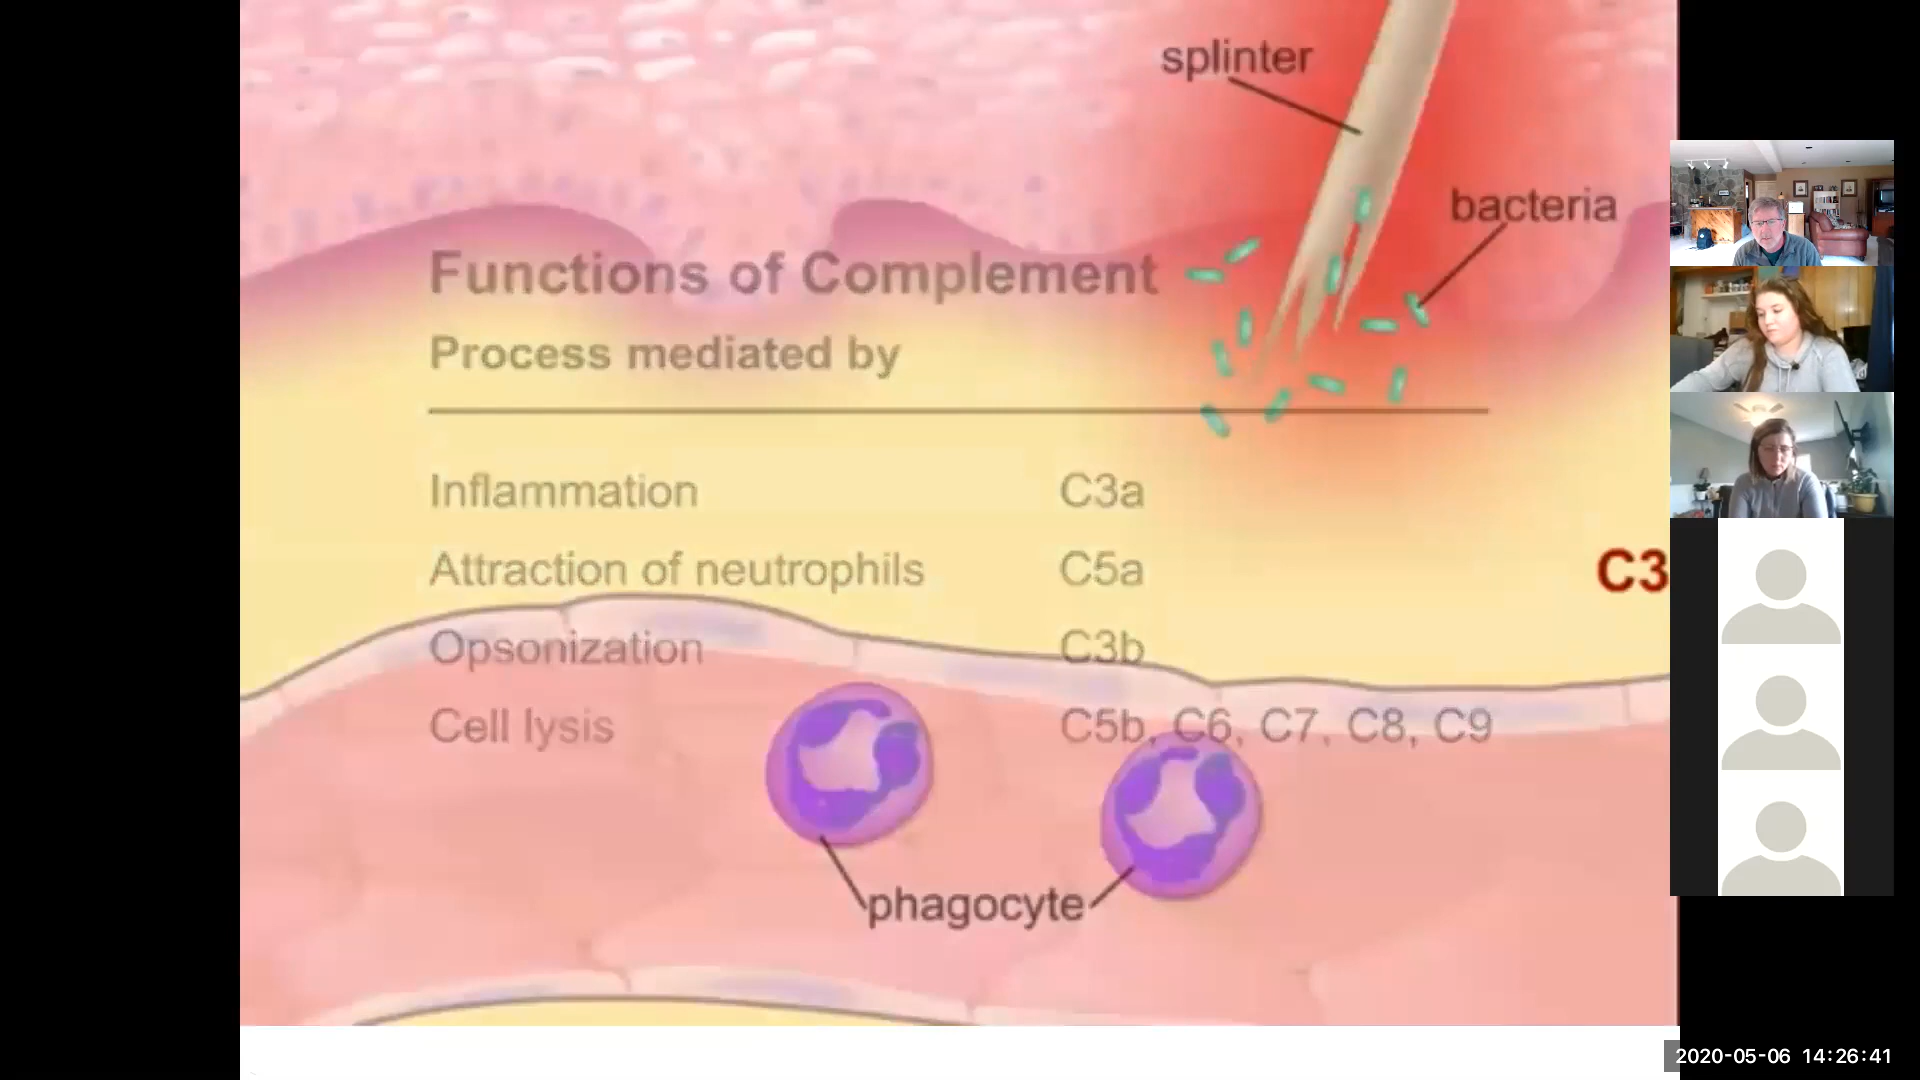 splinter
bacteria
Functions of Complement
Process mediated by
Inflammation C3a
Attraction of neutrophils C5a
C3
Opsonization C3b
Cell lysis C5b, C6, C7, C8, C9
phagocyte
2020-05-06 14:26:41